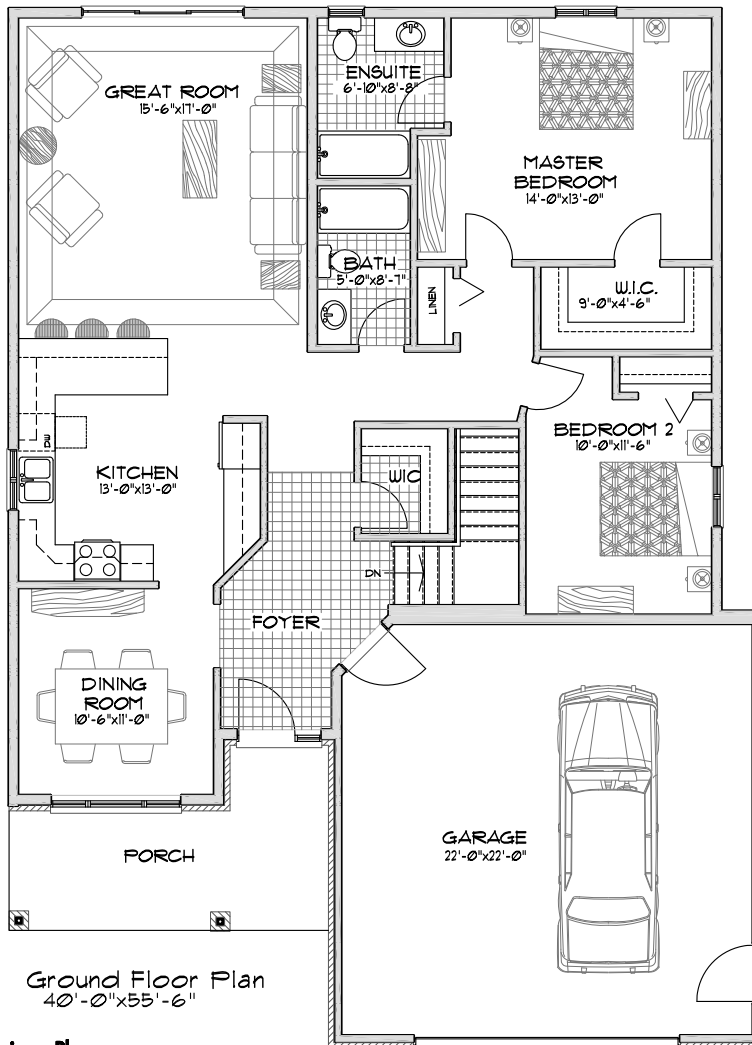 GREAT ROOM
15'-6"x17'-0"
ENSUITE
6'-10"x8'-8"
MASTER
BEDROOM
14'-0"x13'-0"
BATH
5'-0"x8'-7"
LINEN
W.I.C.
9'-0"x4'-6"
BEDROOM 2
10'-0"x11'-6"
DW
KITCHEN
13'-0"x13'-0"
WIC
DN
FOYER
DINING
ROOM
10'-6"x11'-0"
PORCH
GARAGE
22'-0"x22'-0"
Ground Floor Plan
40'-0"x55'-6"